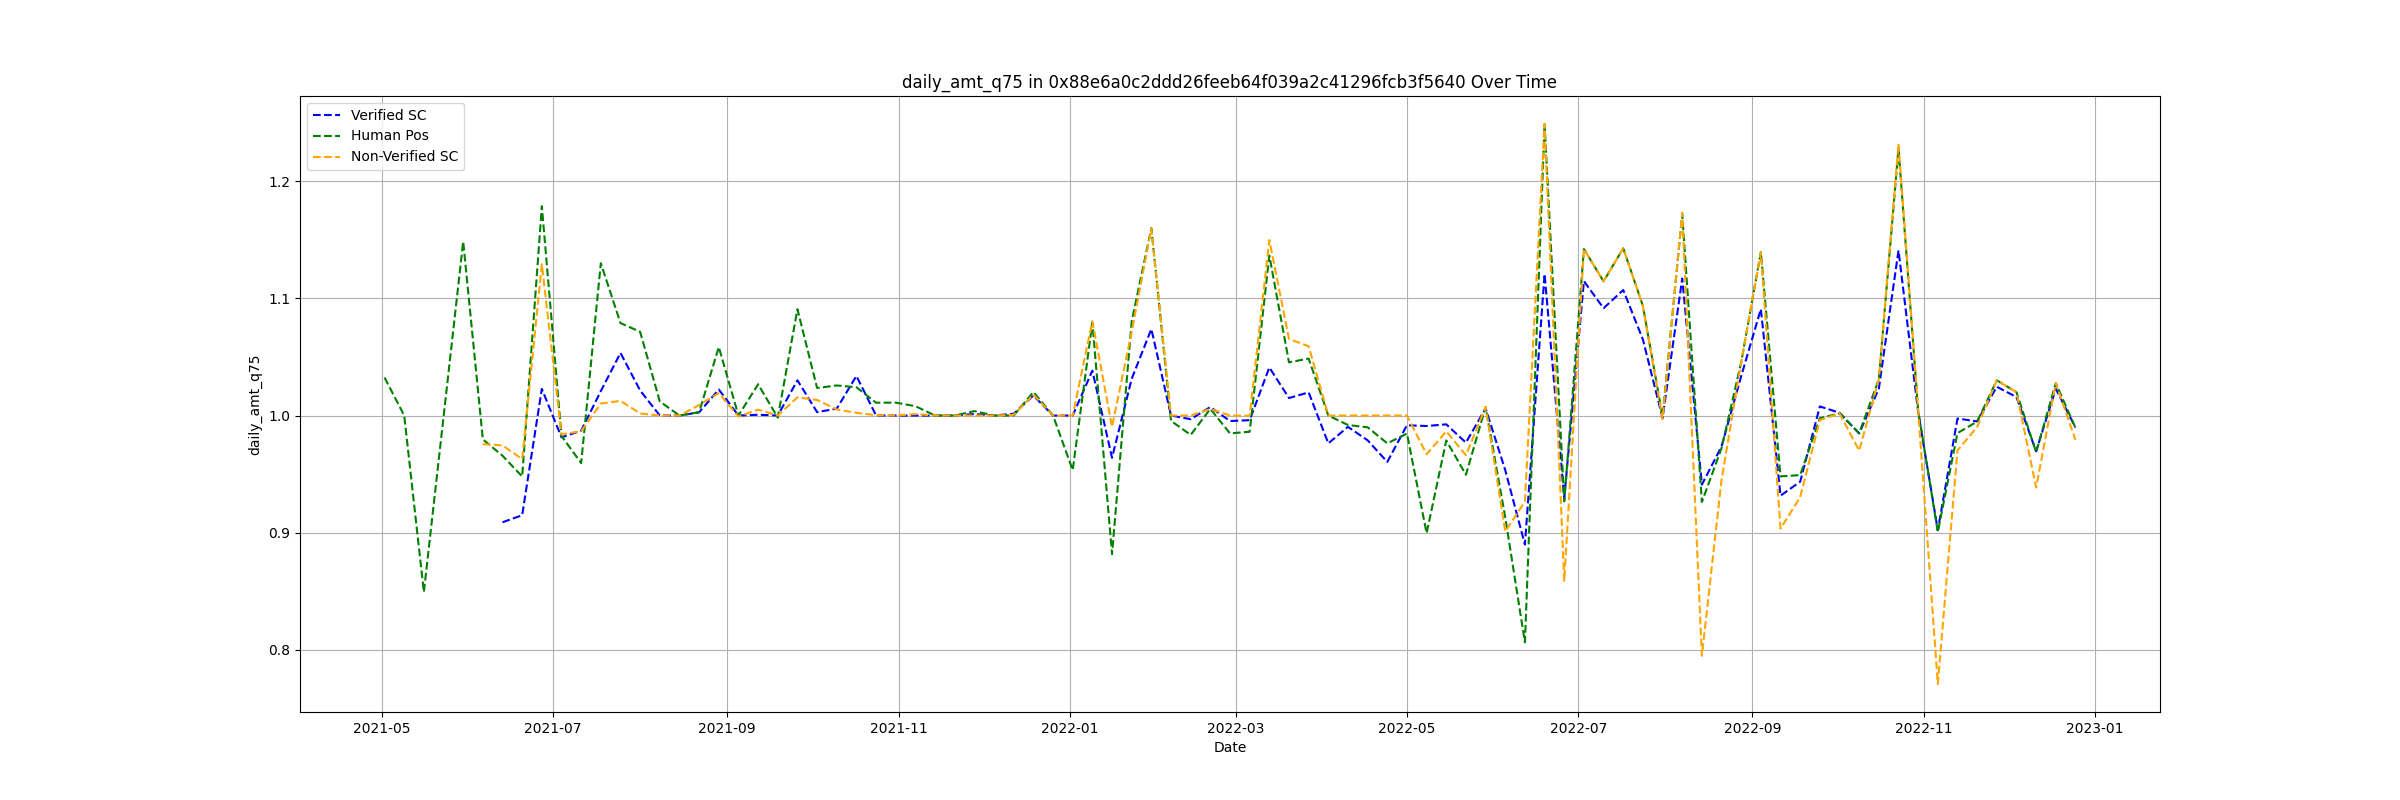 daily_amt_q75 in 0x88e6a0c2ddd26feeb64f039a2c41296fcb3f5640 Over Time
Verified SC
Human Pos
Non-Verified SC
daily_amt_q75
1.2
1.1
1.0
0.9
0.8
2021-05 2021-07 2021-09 2021-11 2022-01 2022-03 2022-05 2022-07 2022-09 2022-11 2023-01
Date